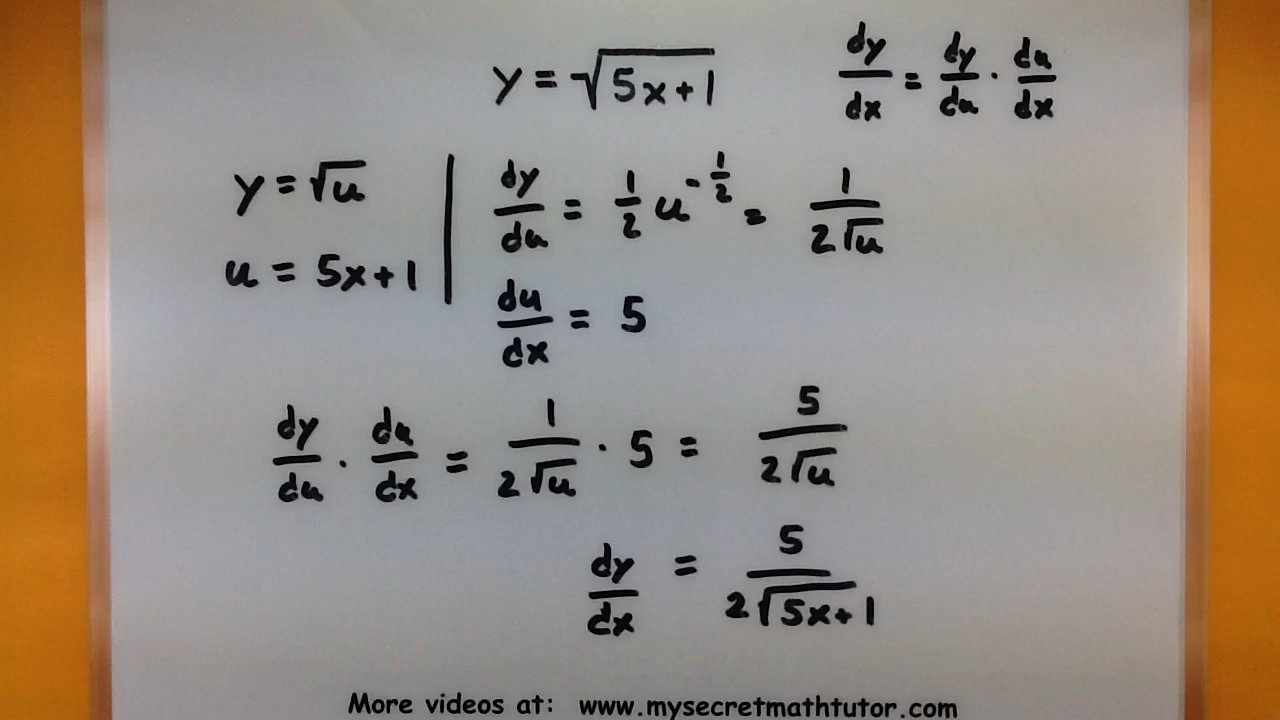 y = √(5x+1)    dy/dx = dy/du · du/dx
y = √u | dy/du = 1/2 u^(-1/2) = 1/(2√u)
u = 5x+1 | du/dx = 5
dy/du · du/dx = 1/(2√u) · 5 = 5/(2√u)
dy/dx = 5/(2√(5x+1))
More videos at: www.mysecretmathtutor.com